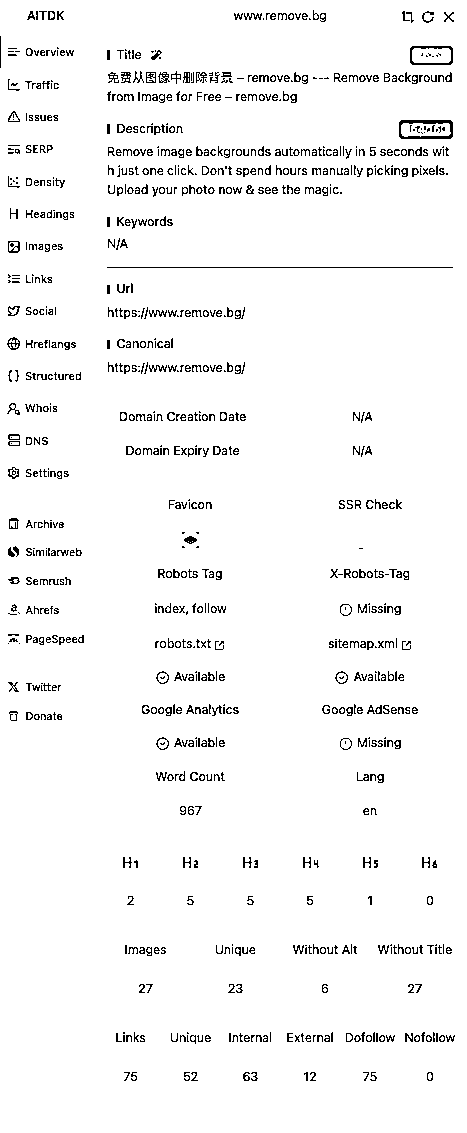 AITDK
www.remove.bg
Overview
Traffic
Issues
SERP
Density
Headings
Images
Links
Social
Hreflangs
Structured
Whois
DNS
Settings
Archive
Similarweb
Semrush
Ahrefs
PageSpeed
Twitter
Donate
Title
免费从图像中删除背景 – remove.bg --- Remove Background
from Image for Free – remove.bg
Description
Remove image backgrounds automatically in 5 seconds wit
h just one click. Don't spend hours manually picking pixels.
Upload your photo now & see the magic.
Keywords
N/A
Url
https://www.remove.bg/
Canonical
https://www.remove.bg/
Domain Creation Date N/A
Domain Expiry Date N/A
Favicon SSR Check
-
Robots Tag X-Robots-Tag
index, follow Missing
robots.txt sitemap.xml
Available Available
Google Analytics Google AdSense
Available Missing
Word Count Lang
967 en
H1 H2 H3 H4 H5 H6
2 5 5 5 1 0
Images Unique Without Alt Without Title
27 23 6 27
Links Unique Internal External Dofollow Nofollow
75 52 63 12 75 0